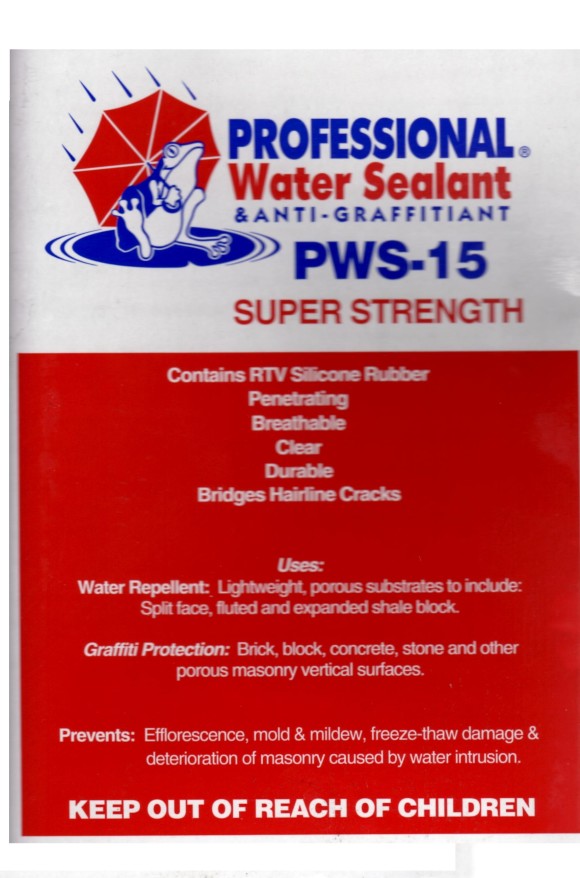 PROFESSIONAL®
Water Sealant
& ANTI-GRAFFITIANT
PWS-15
SUPER STRENGTH
Contains RTV Silicone Rubber
Penetrating
Breathable
Clear
Durable
Bridges Hairline Cracks
Uses:
Water Repellent: Lightweight, porous substrates to include:
Split face, fluted and expanded shale block.
Graffiti Protection: Brick, block, concrete, stone and other
porous masonry vertical surfaces.
Prevents: Efflorescence, mold & mildew, freeze-thaw damage &
deterioration of masonry caused by water intrusion.
KEEP OUT OF REACH OF CHILDREN